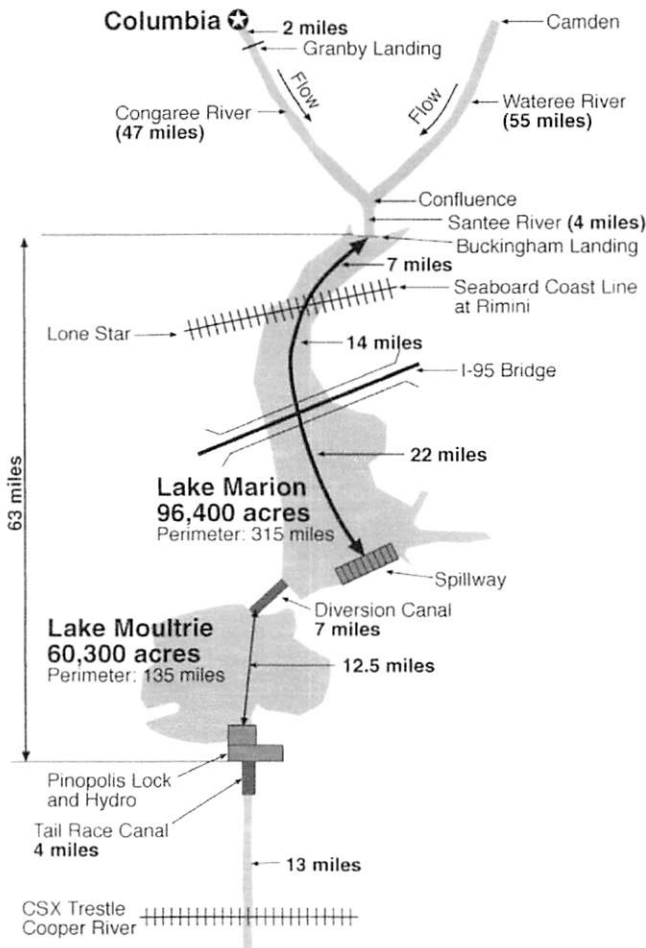 Columbia
2 miles
Granby Landing
Camden
Flow
Flow
Congaree River
(47 miles)
Wateree River
(55 miles)
Confluence
Santee River (4 miles)
Buckingham Landing
7 miles
Seaboard Coast Line
at Rimini
Lone Star
14 miles
I-95 Bridge
22 miles
63 miles
Lake Marion
96,400 acres
Perimeter: 315 miles
Spillway
Diversion Canal
7 miles
Lake Moultrie
60,300 acres
Perimeter: 135 miles
12.5 miles
Pinopolis Lock
and Hydro
Tail Race Canal
4 miles
13 miles
CSX Trestle
Cooper River